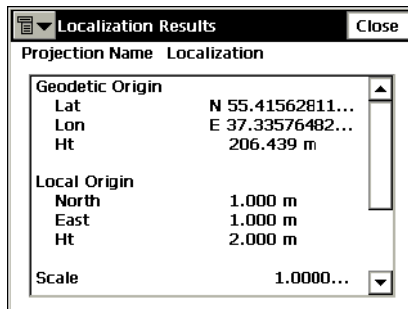 Localization Results Close
Projection Name Localization
Geodetic Origin
Lat N 55.41562811...
Lon E 37.33576482...
Ht 206.439 m
Local Origin
North 1.000 m
East 1.000 m
Ht 2.000 m
Scale 1.0000...